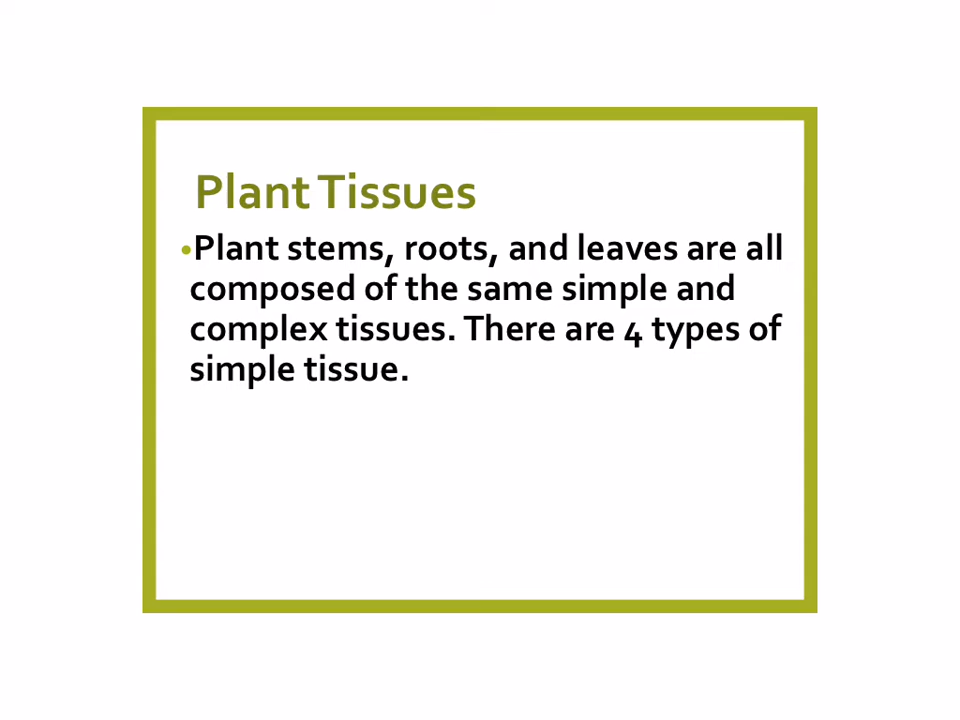 Plant Tissues
•Plant stems, roots, and leaves are all
composed of the same simple and
complex tissues. There are 4 types of
simple tissue.